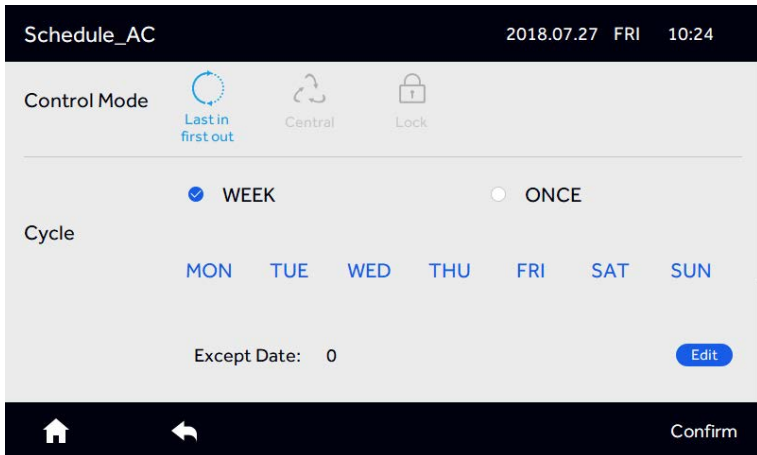 Schedule_AC 2018.07.27 FRI 10:24
Control Mode
Last in
first out
Central
Lock
WEEK ONCE
Cycle
MON TUE WED THU FRI SAT SUN
Except Date: 0 Edit
Confirm